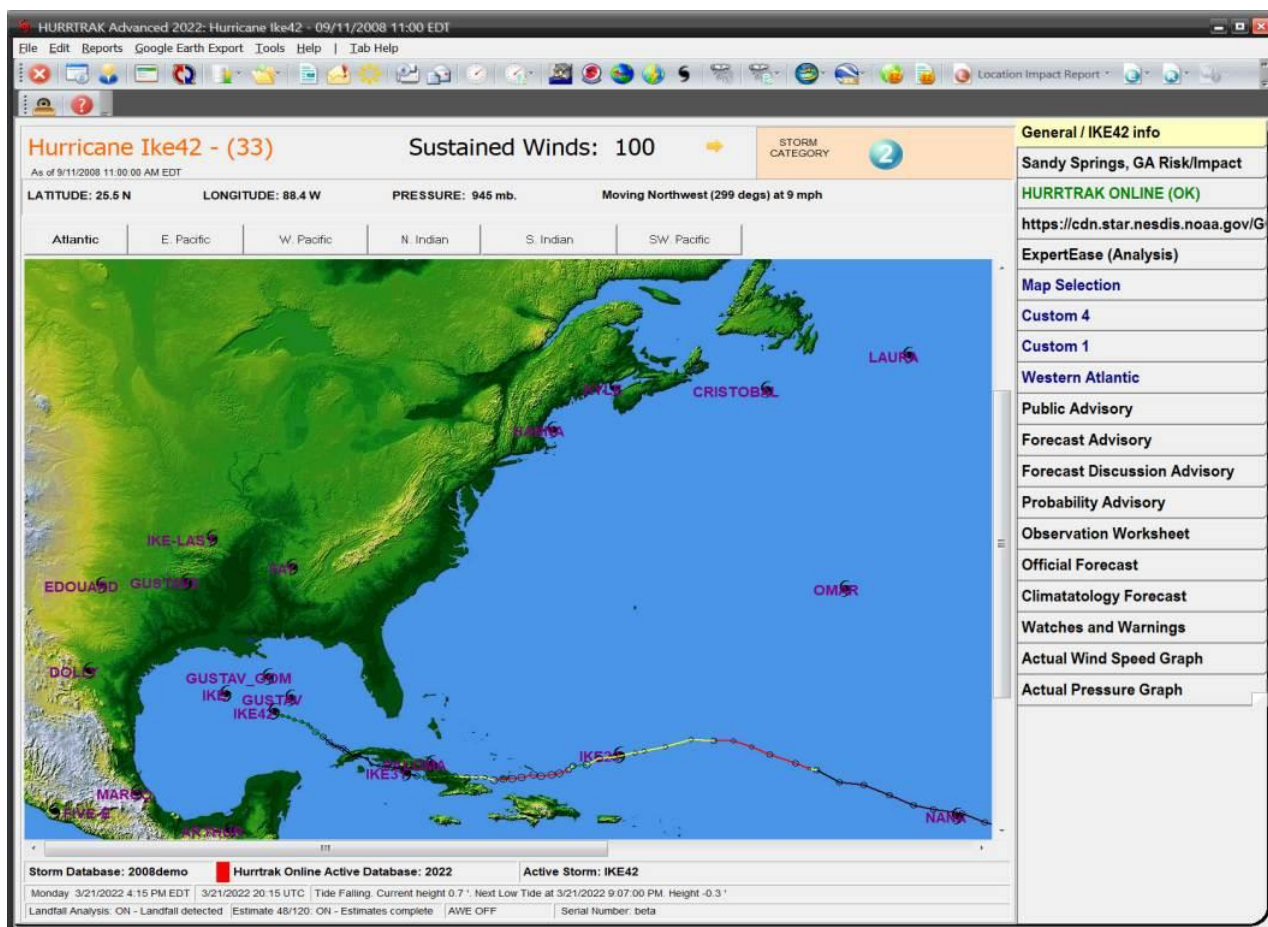 HURRTRAK Advanced 2022: Hurricane Ike42 - 09/11/2008 11:00 EDT
File Edit Reports Google Earth Export Tools Help | Tab Help
Location Impact Report
Hurricane Ike42 - (33)
Sustained Winds: 100
STORM CATEGORY 2
As of 9/11/2008 11:00:00 AM EDT
LATITUDE: 25.5 N LONGITUDE: 88.4 W PRESSURE: 945 mb. Moving Northwest (299 degs) at 9 mph
Atlantic E. Pacific W. Pacific N. Indian S. Indian SW. Pacific
LAURA
CRISTOBAL
IKE-LAST
EDOUARD GUSTAV
OMAR
DOLLY
GUSTAV_GOM
IKE GUSTAV
IKE42
IKE37
MARCO
FIVE-E
ARTHUR
General / IKE42 info
Sandy Springs, GA Risk/Impact
HURRTRAK ONLINE (OK)
https://cdn.star.nesdis.noaa.gov/G
ExpertEase (Analysis)
Map Selection
Custom 4
Custom 1
Western Atlantic
Public Advisory
Forecast Advisory
Forecast Discussion Advisory
Probability Advisory
Observation Worksheet
Official Forecast
Climatatology Forecast
Watches and Warnings
Actual Wind Speed Graph
Actual Pressure Graph
Storm Database: 2008demo Hurrtrak Online Active Database: 2022 Active Storm: IKE42
Monday 3/21/2022 4:15 PM EDT 3/21/2022 20:15 UTC Tide Falling. Current height 0.7 '. Next Low Tide at 3/21/2022 9:07:00 PM. Height -0.3 '
Landfall Analysis: ON - Landfall detected Estimate 48/120: ON - Estimates complete AWE OFF Serial Number: beta